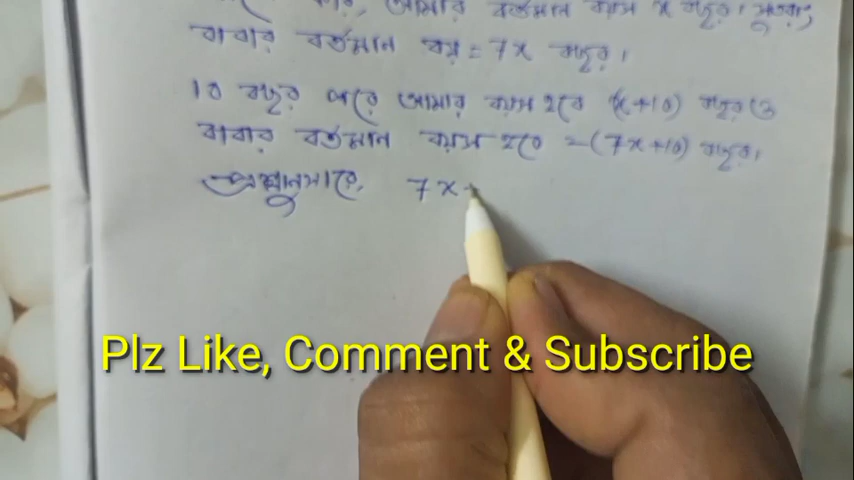 ধরি, আমার বর্তমান বয়স x বছর। সুতরাং,
বাবার বর্তমান বয়স = 7x বছর।
10 বছর পরে আমার বয়স হবে (x+10) বছর ও
বাবার বর্তমান বয়স হবে =(7x+10) বছর।
প্রশ্নানুসারে, 7x
Plz Like, Comment & Subscribe